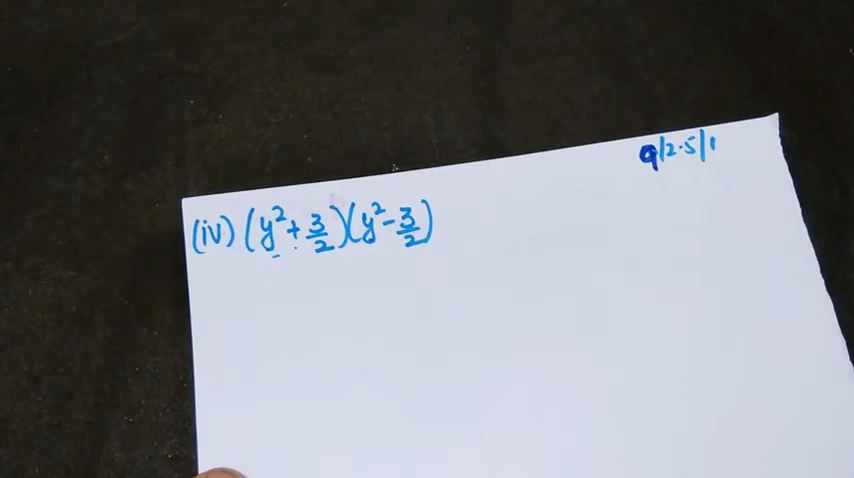 9|2.5|1
(iv) (y² + 3/2)(y² - 3/2)